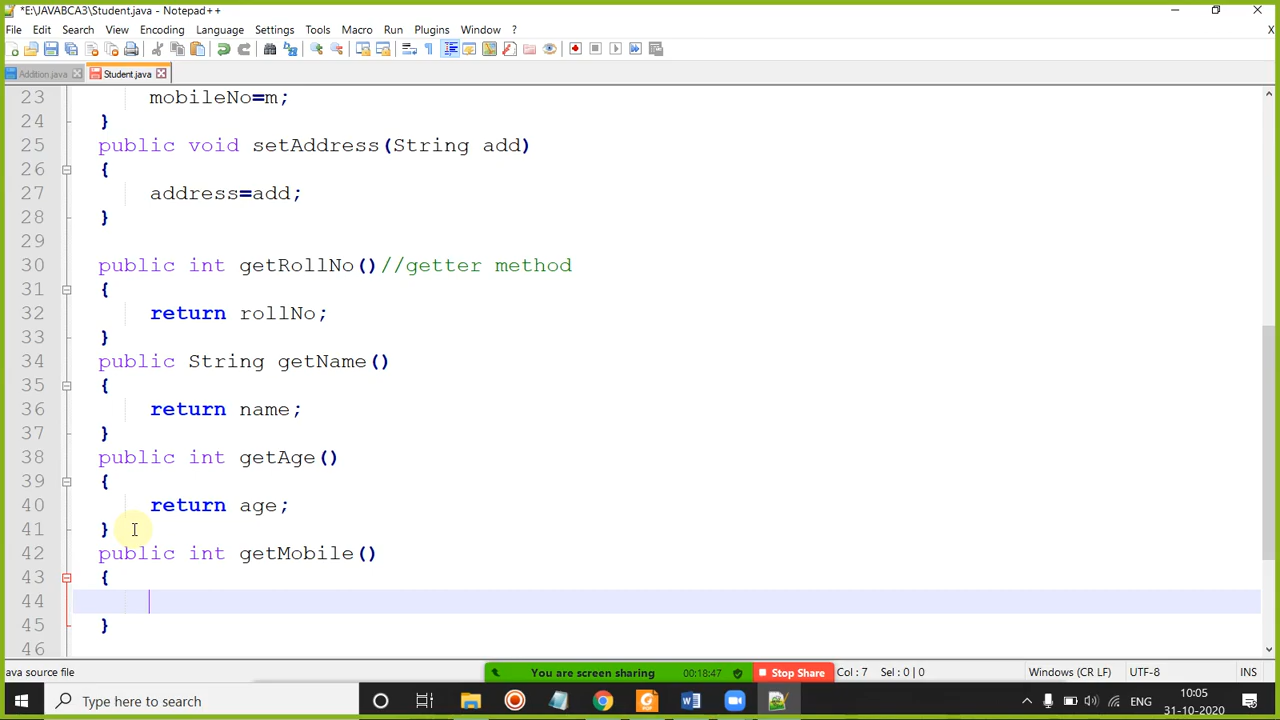 *E:\JAVABCA3\Student.java - Notepad++
File Edit Search View Encoding Language Settings Tools Macro Run Plugins Window ? X
Addition.java Student.java
23 mobileNo=m;
24 }
25 public void setAddress(String add)
26 {
27 address=add;
28 }
29
30 public int getRollNo()//getter method
31 {
32 return rollNo;
33 }
34 public String getName()
35 {
36 return name;
37 }
38 public int getAge()
39 {
40 return age;
41 }
42 public int getMobile()
43 {
44
45 }
46
ava source file You are screen sharing 00:18:47 Stop Share Col : 7 Sel : 0 | 0 Windows (CR LF) UTF-8 INS
Type here to search ENG 10:05
31-10-2020